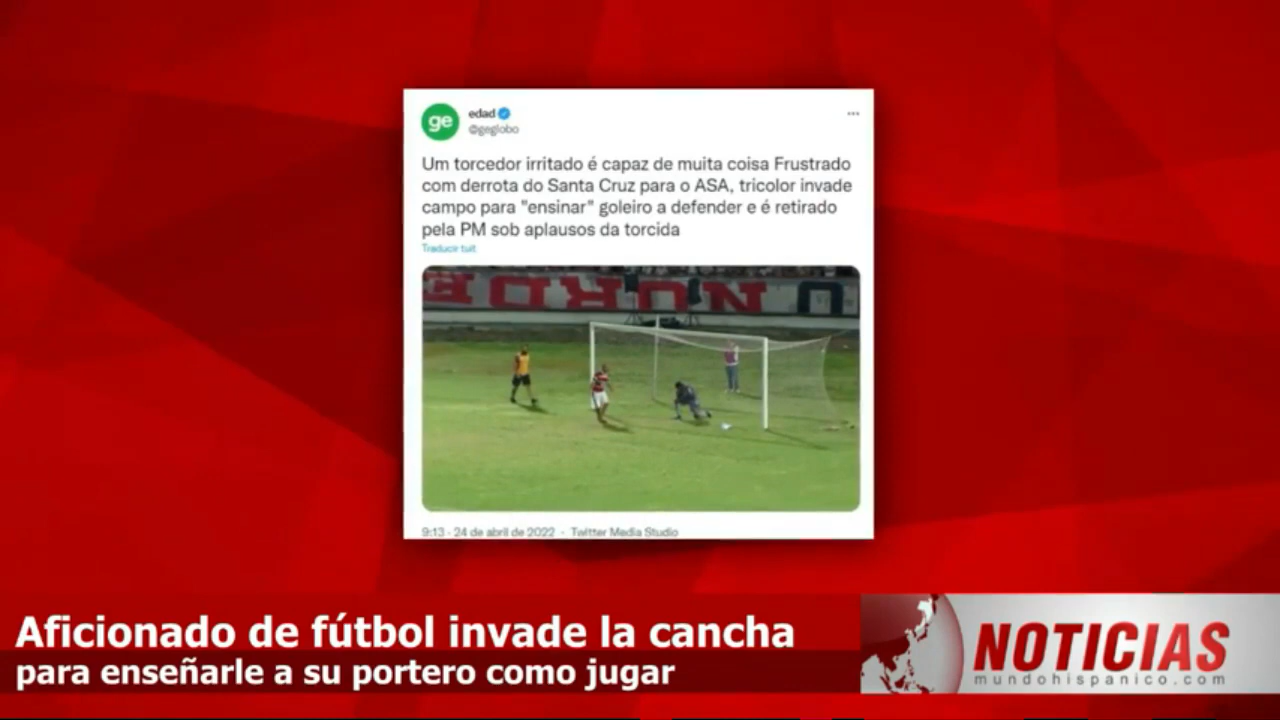 ge
edad
@geglobo
Um torcedor irritado é capaz de muita coisa Frustrado
com derrota do Santa Cruz para o ASA, tricolor invade
campo para "ensinar" goleiro a defender e é retirado
pela PM sob aplausos da torcida
Traducir tuit
9:13 - 24 de abril de 2022 · Twitter Media Studio
Aficionado de fútbol invade la cancha
para enseñarle a su portero como jugar
NOTICIAS
mundohispanico.com